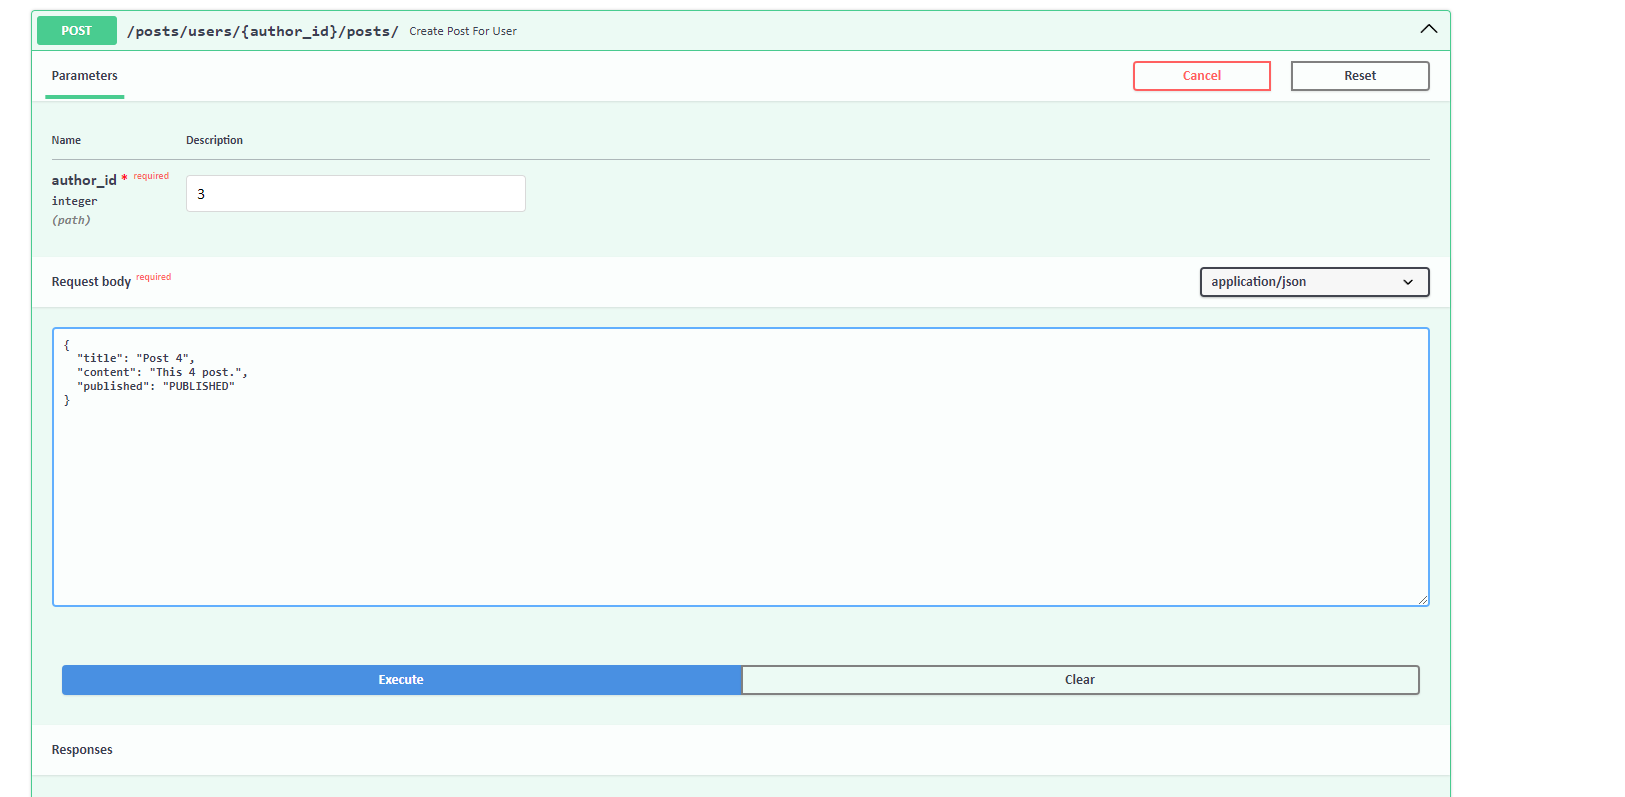 POST /posts/users/{author_id}/posts/ Create Post For User
Parameters
Cancel
Reset
Name Description
author_id * required
integer
(path)
3
Request body required
application/json
{
  "title": "Post 4",
  "content": "This 4 post.",
  "published": "PUBLISHED"
}
Execute
Clear
Responses